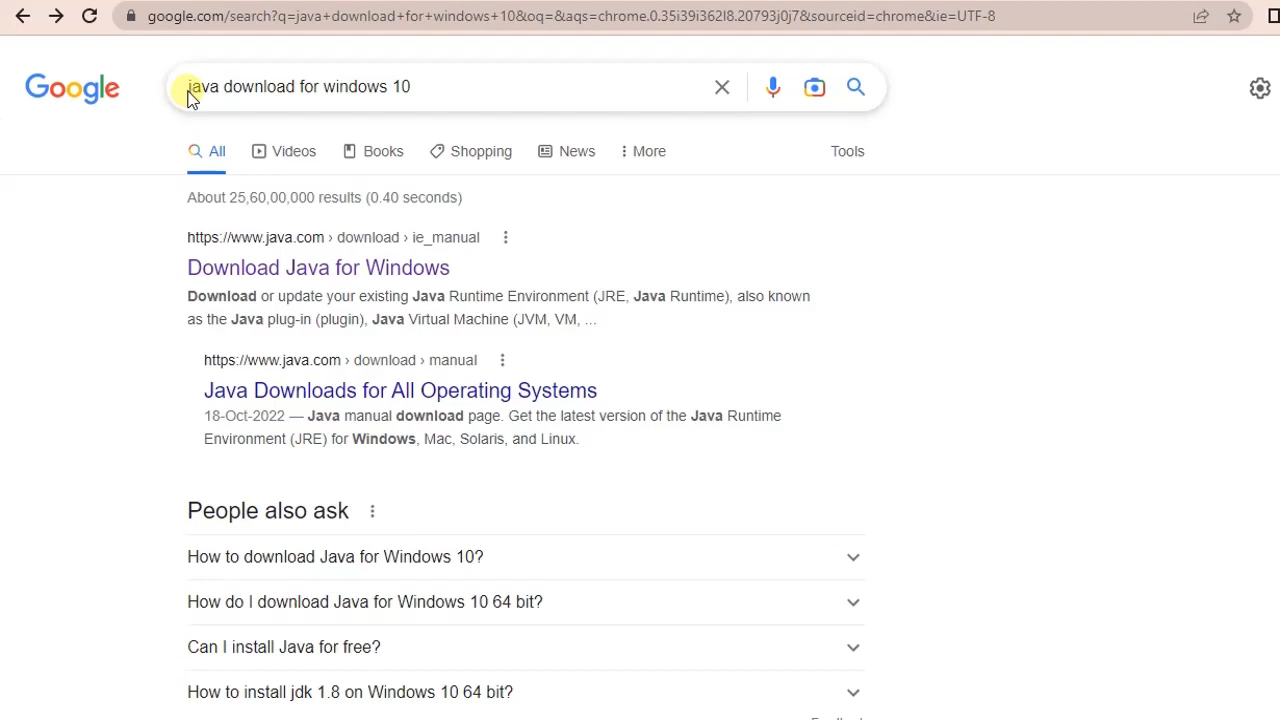 google.com/search?q=java+download+for+windows+10&oq=&aqs=chrome.0.35i39i362l8.20793j0j7&sourceid=chrome&ie=UTF-8
Google
java download for windows 10
All Videos Books Shopping News More Tools
About 25,60,00,000 results (0.40 seconds)
https://www.java.com › download › ie_manual
Download Java for Windows
Download or update your existing Java Runtime Environment (JRE, Java Runtime), also known
as the Java plug-in (plugin), Java Virtual Machine (JVM, VM, ...
https://www.java.com › download › manual
Java Downloads for All Operating Systems
18-Oct-2022 — Java manual download page. Get the latest version of the Java Runtime
Environment (JRE) for Windows, Mac, Solaris, and Linux.
People also ask
How to download Java for Windows 10?
How do I download Java for Windows 10 64 bit?
Can I install Java for free?
How to install jdk 1.8 on Windows 10 64 bit?